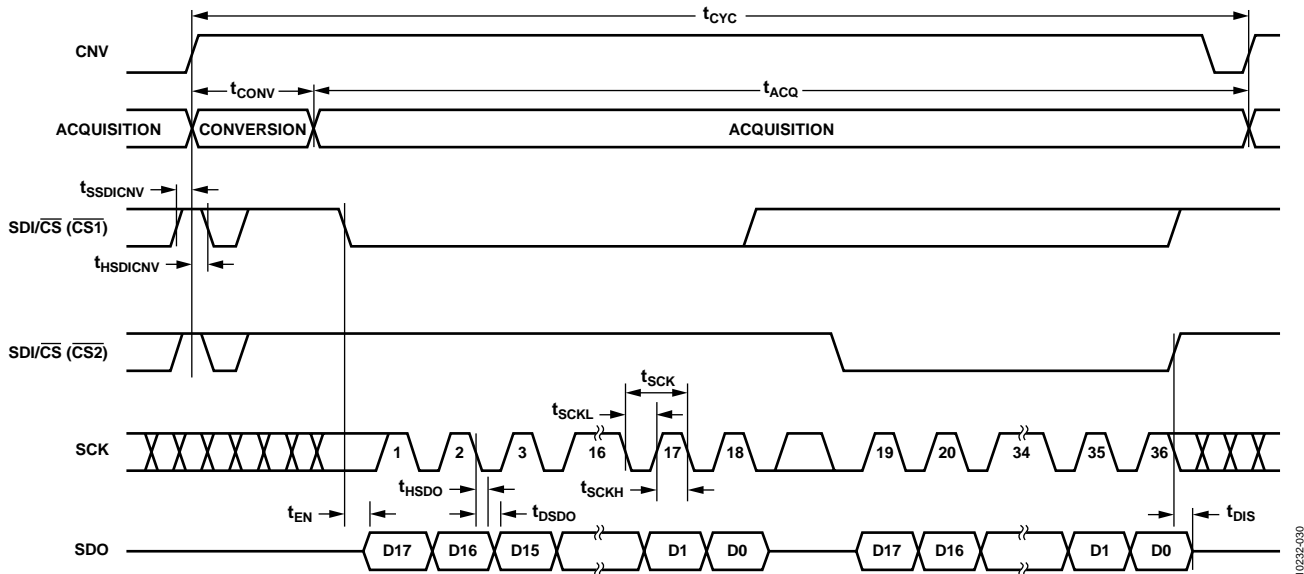 tCYC
CNV
tCONV
tACQ
ACQUISITION
CONVERSION
ACQUISITION
tSSDICNV
SDI/CS (CS1)
tHSDICNV
SDI/CS (CS2)
tSCK
tSCKL
SCK
1 2 3 16 17 18 19 20 34 35 36
tHSDO
tSCKH
tEN
tDSDO
tDIS
SDO
D17 D16 D15 D1 D0 D17 D16 D1 D0
10232-030